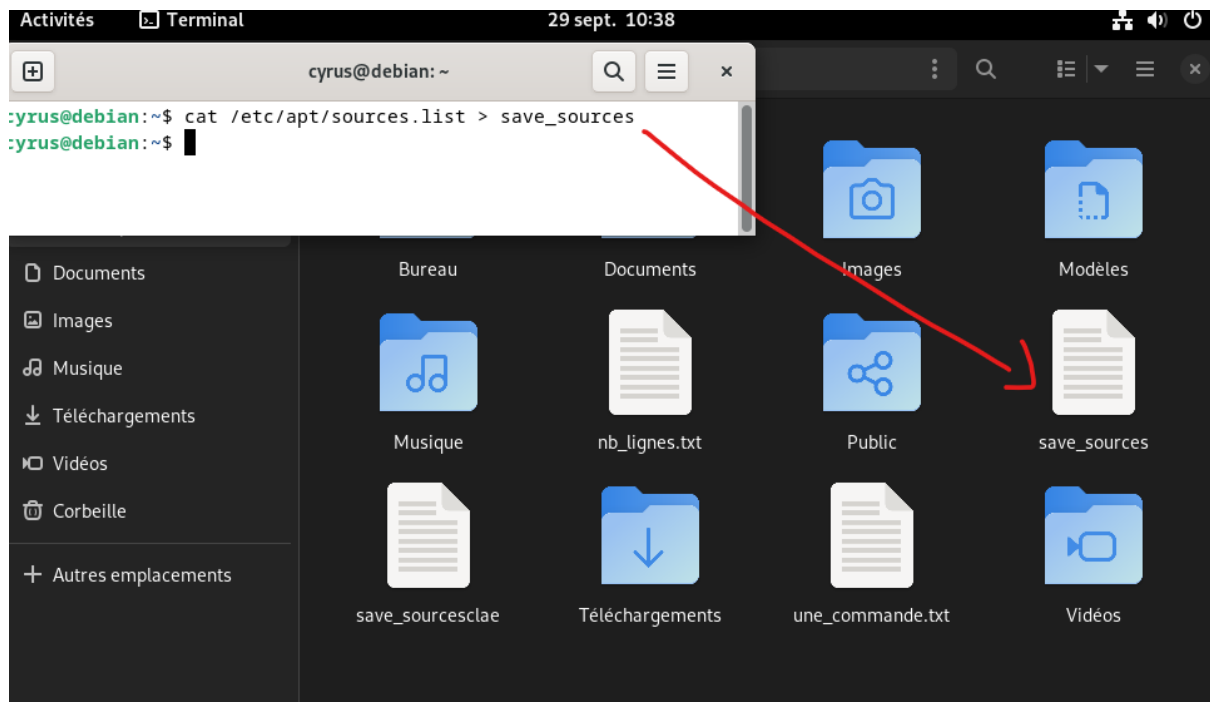 Activités Terminal 29 sept. 10:38
cyrus@debian: ~
cyrus@debian:~$ cat /etc/apt/sources.list > save_sources
cyrus@debian:~$
Documents
Images
Musique
Téléchargements
Vidéos
Corbeille
Autres emplacements
Bureau Documents Images Modèles
Musique nb_lignes.txt Public save_sources
save_sourcesclae Téléchargements une_commande.txt Vidéos